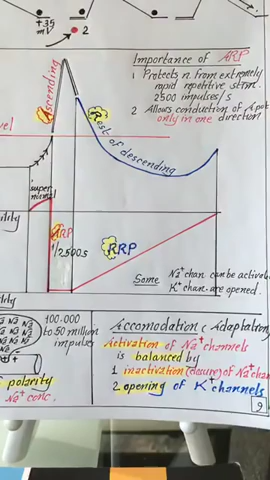 +35
mV
2
Importance of ARP
1 Protects n. from extremely
rapid repetitive stim.
2500 impulses/s
2 Allows conduction of A.pot
only in one direction
Ascending
Rest of descending
super
normal
ARP
1/2500s
RRP
Some
Na+ chan. can be active
K+ chan. are opened.
100.000
to 50 million
impulses
polarity
Na+ conc.
Accomodation (Adaptation)
Activation of Na+ channels
is balanced by
1 inactivation (closure) of Na+ chan
2 opening of K+ channels
9